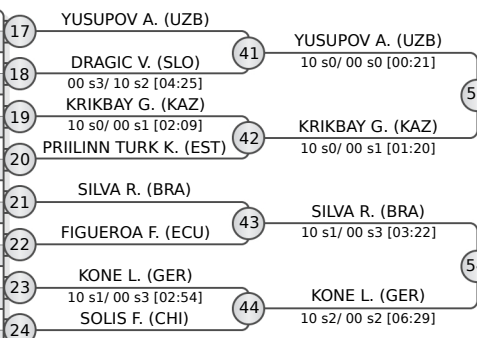 17
YUSUPOV A. (UZB)
18
DRAGIC V. (SLO)
00 s3/ 10 s2 [04:25]
41
YUSUPOV A. (UZB)
10 s0/ 00 s0 [00:21]
19
KRIKBAY G. (KAZ)
10 s0/ 00 s1 [02:09]
20
PRIILINN TURK K. (EST)
42
KRIKBAY G. (KAZ)
10 s0/ 00 s1 [01:20]
21
SILVA R. (BRA)
22
FIGUEROA F. (ECU)
43
SILVA R. (BRA)
10 s1/ 00 s3 [03:22]
23
KONE L. (GER)
10 s1/ 00 s3 [02:54]
24
SOLIS F. (CHI)
44
KONE L. (GER)
10 s2/ 00 s2 [06:29]